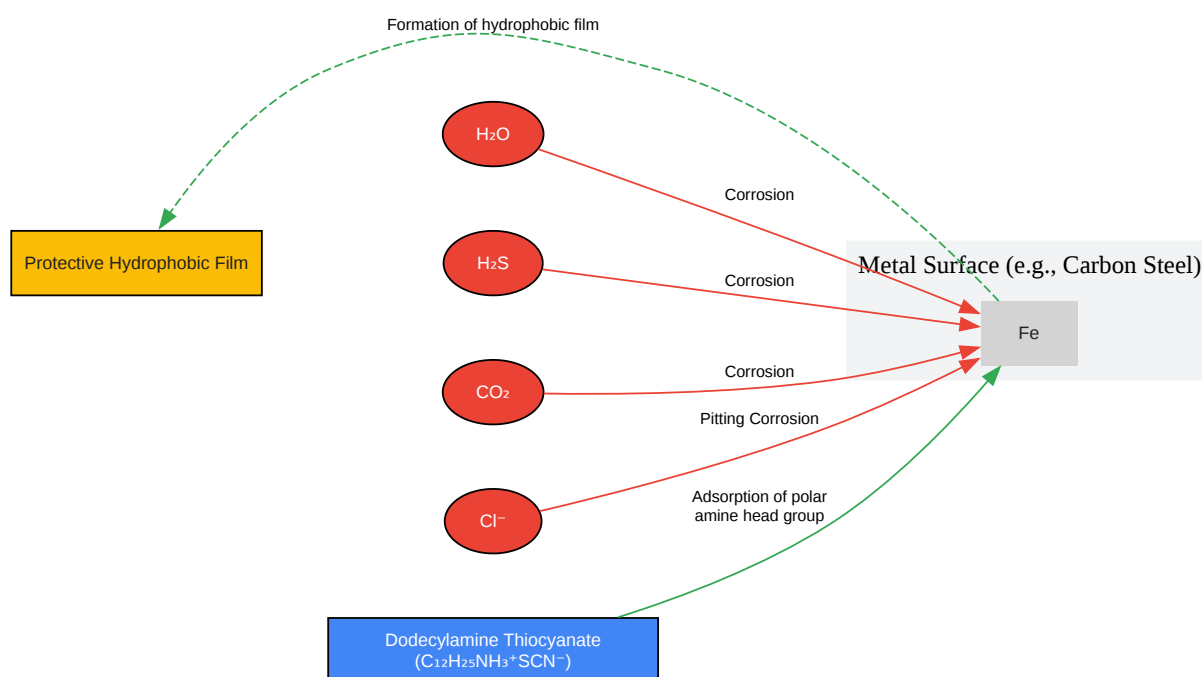 Formation of hydrophobic film
H₂O
Corrosion
Protective Hydrophobic Film
H₂S
Corrosion
Metal Surface (e.g., Carbon Steel)
Fe
CO₂
Corrosion
Pitting Corrosion
Cl⁻
Adsorption of polar
amine head group
Dodecylamine Thiocyanate
(C₁₂H₂₅NH₃⁺SCN⁻)